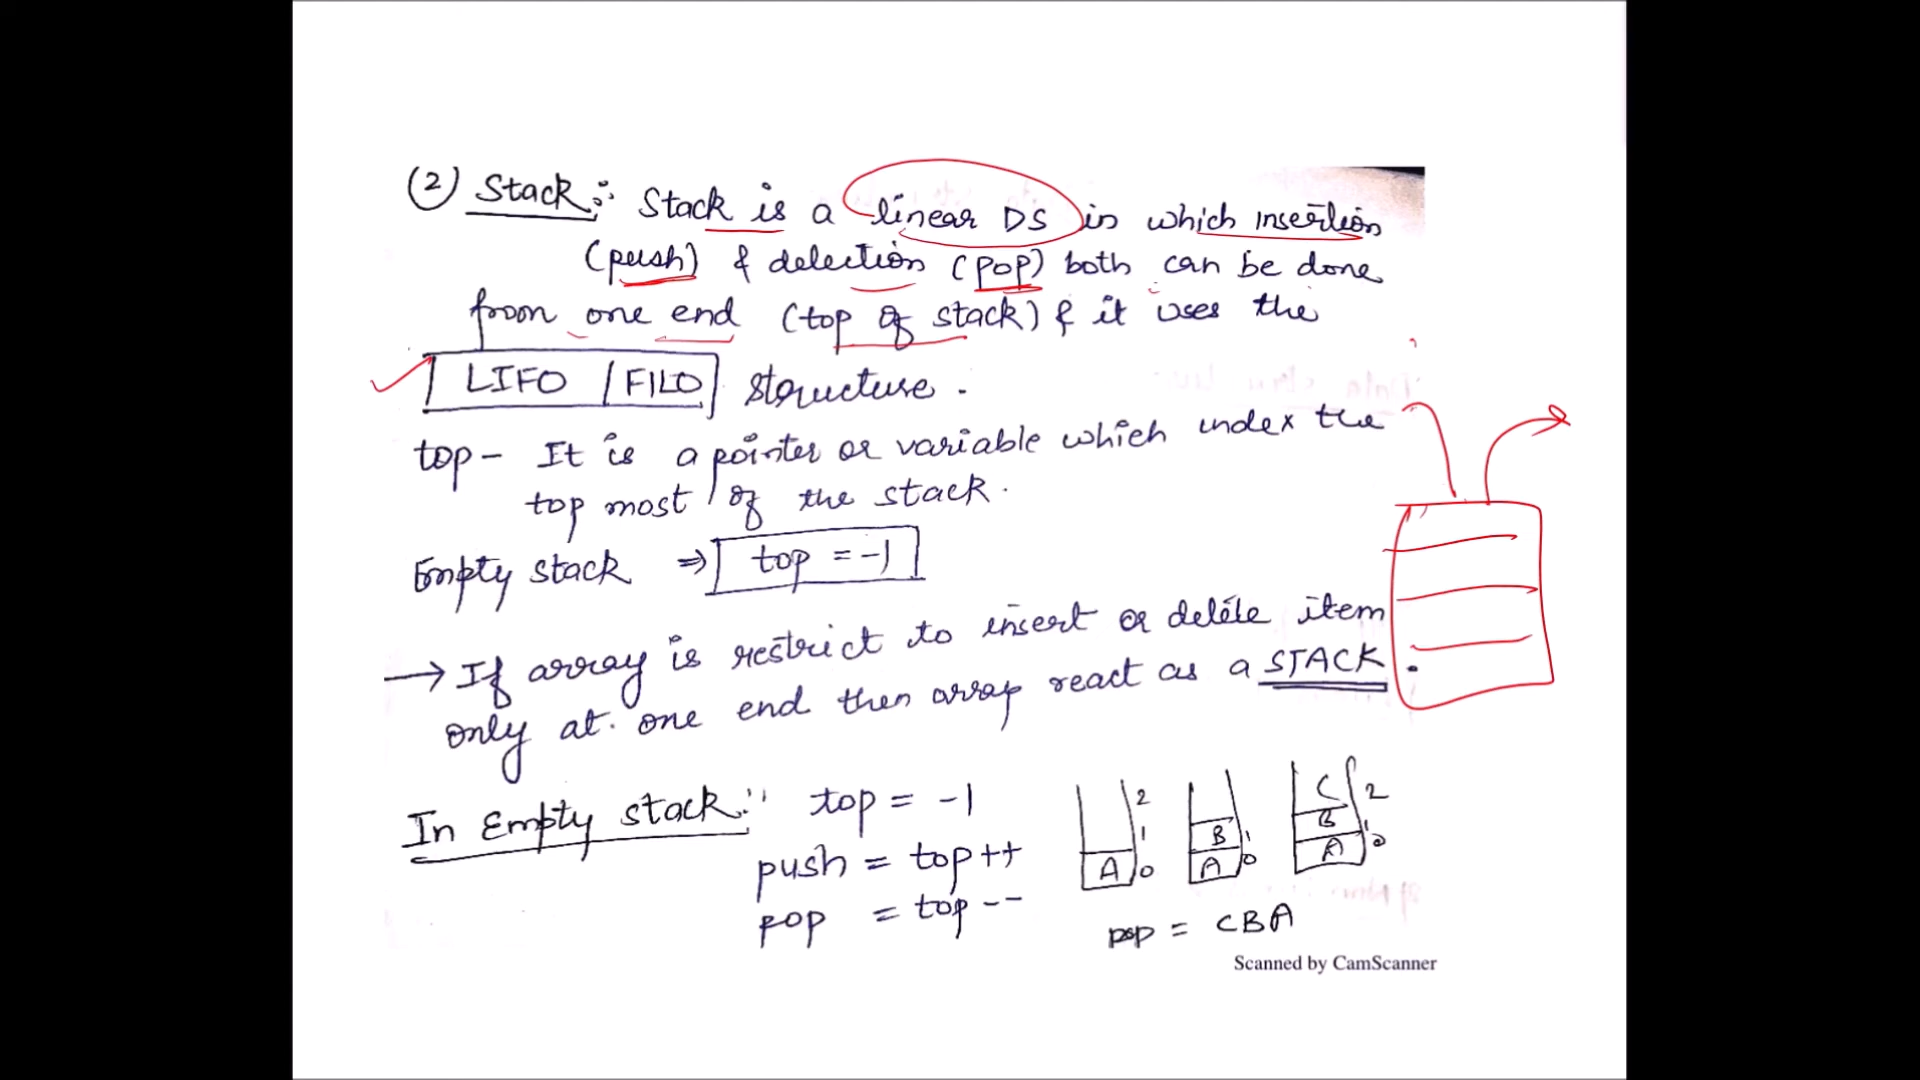 (2) Stack :- Stack is a linear DS in which insertion
(push) & delection (pop) both can be done
from one end (top of stack) & it uses the
LIFO / FILO structure.
top - It is a pointer or variable which index the
top most of the stack.
Empty stack ⇒ top = -1
→ If array is restrict to insert or delete item
only at one end then array react as a STACK.
In Empty stack :- top = -1
push = top++
pop = top--
A 0 1 2
B A 1 0
C B A 2 1 0
pop = CBA
Scanned by CamScanner